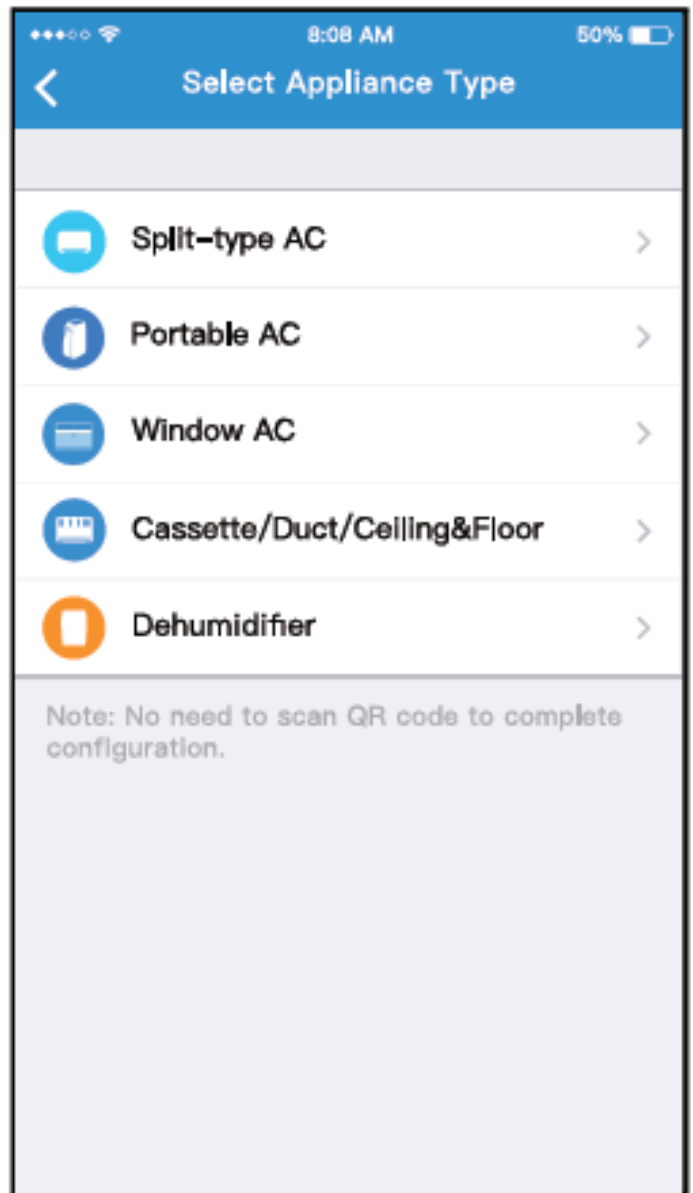 8:08 AM
50%
Select Appliance Type
Split-type AC
Portable AC
Window AC
Cassette/Duct/Ceiling&Floor
Dehumidifier
Note: No need to scan QR code to complete
configuration.